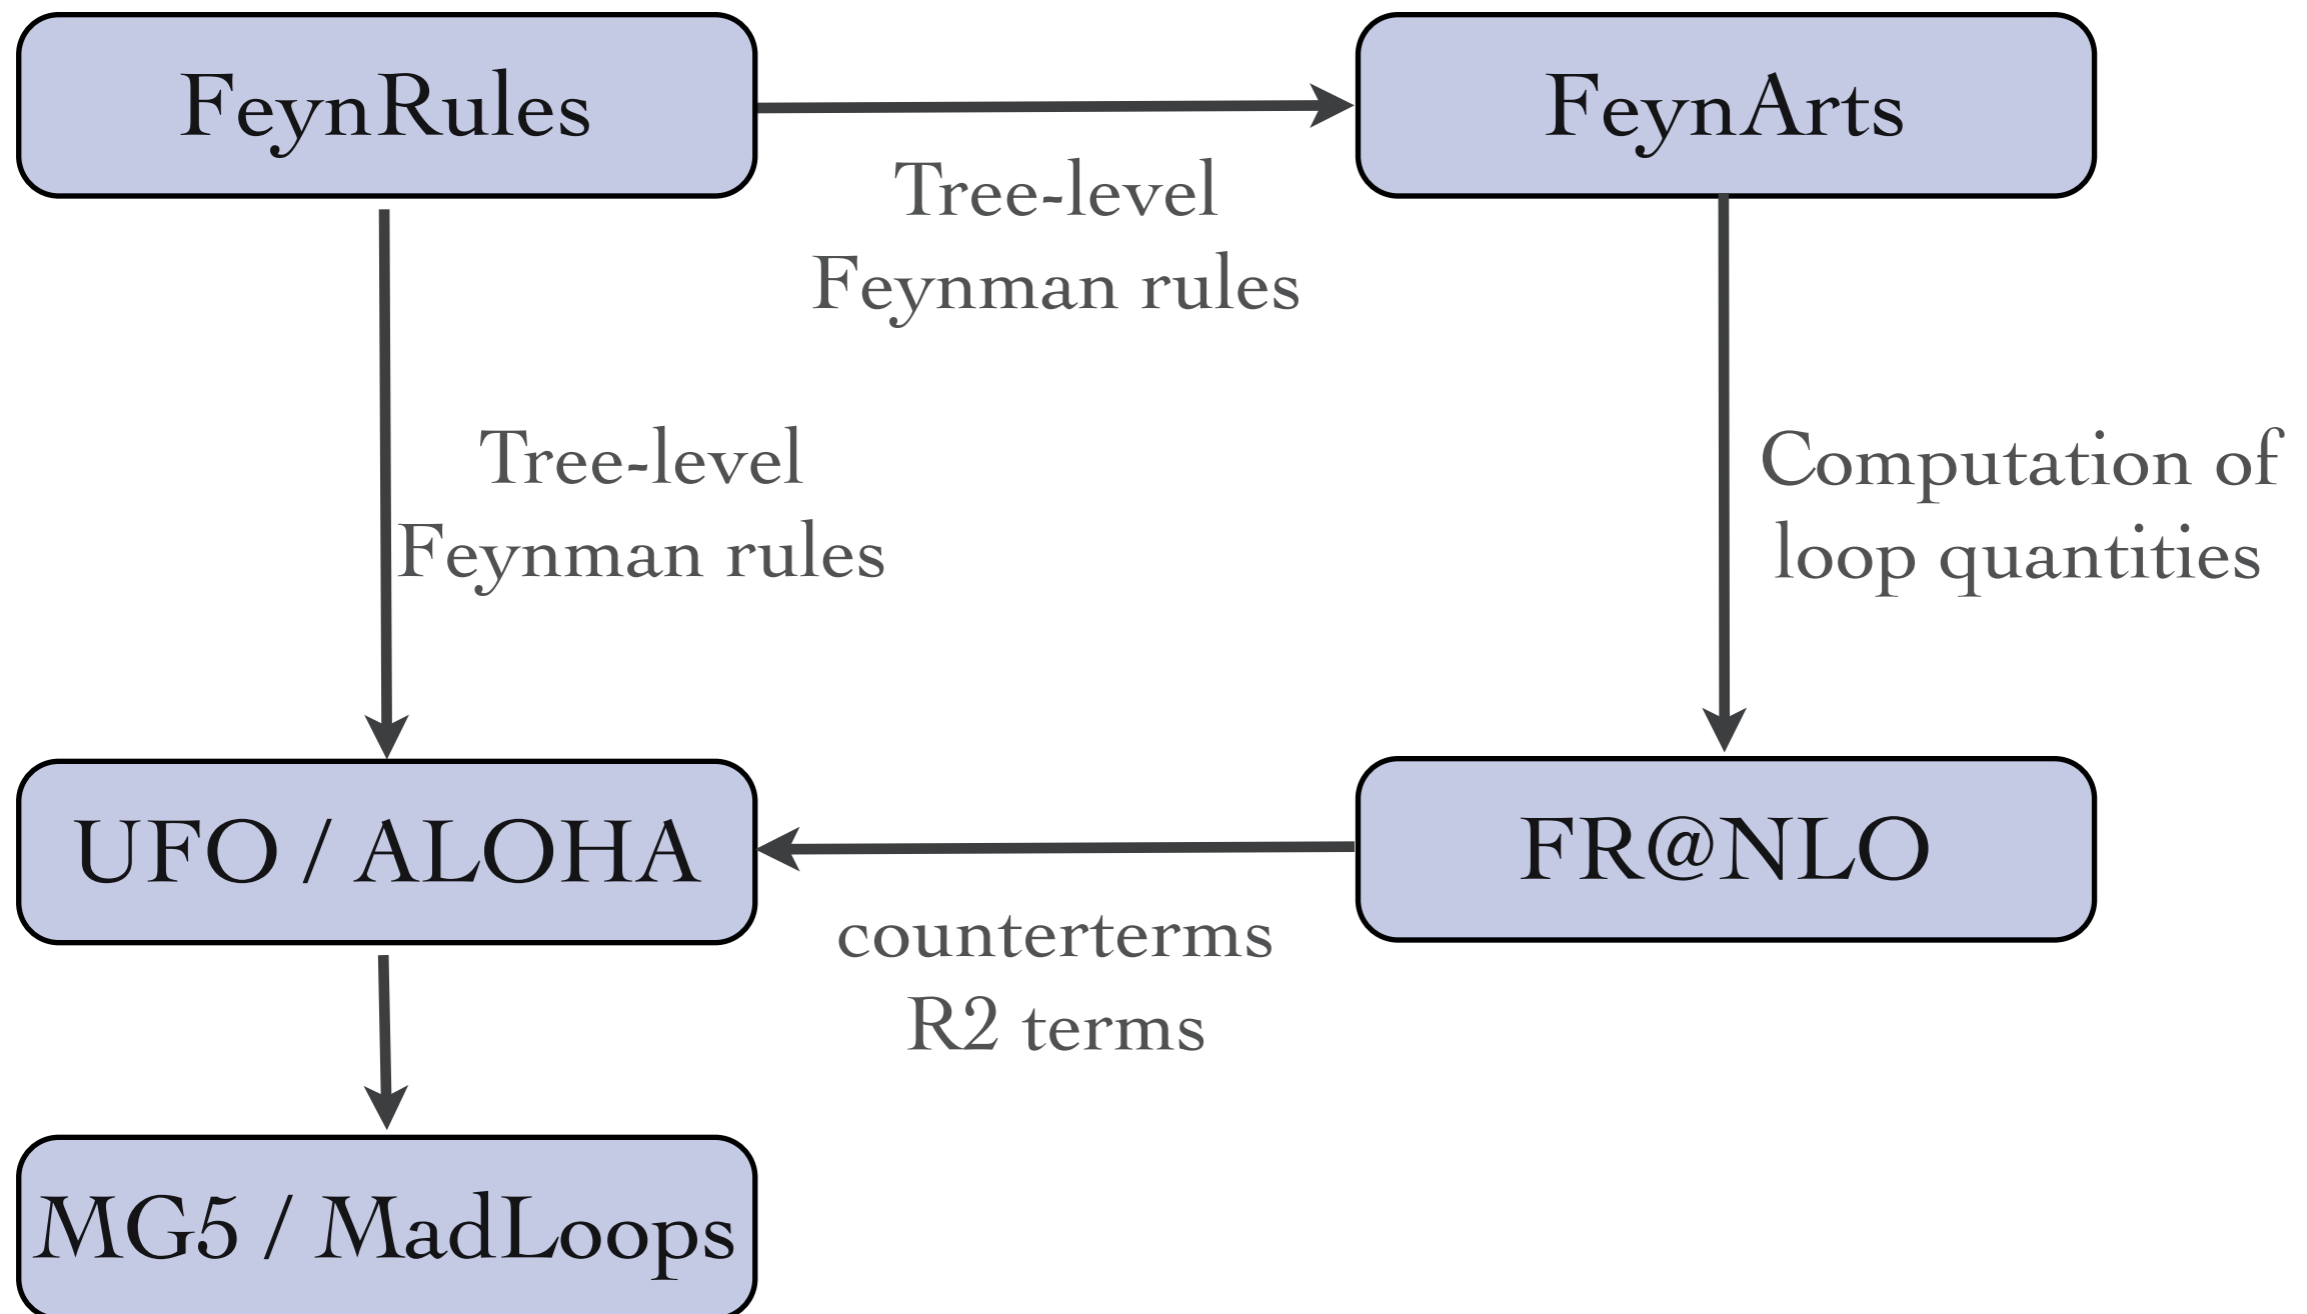 FeynRules
FeynArts
Tree-level
Feynman rules
Tree-level
Feynman rules
Computation of
loop quantities
UFO / ALOHA
FR@NLO
counterterms
R2 terms
MG5 / MadLoops